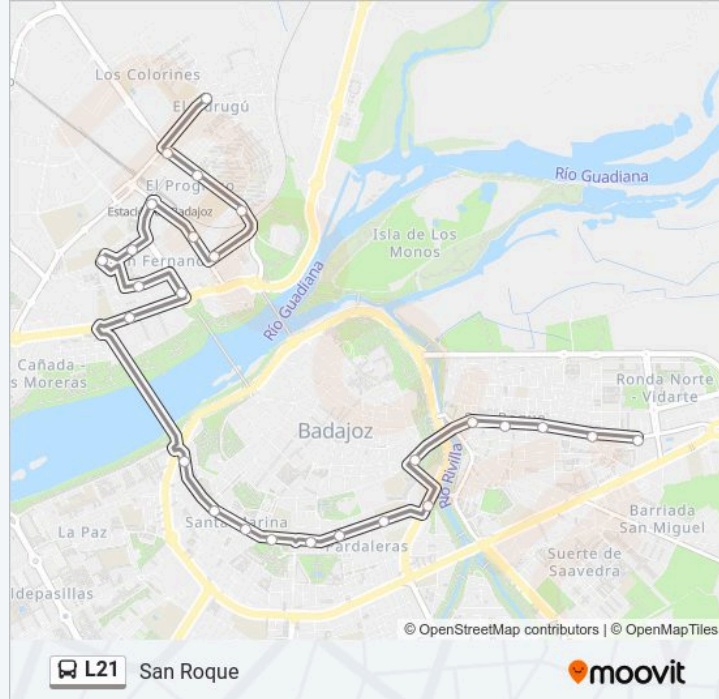 Los Colorines
Río Guadiana
El Progreso
Isla de Los
Monos
Río Guadiana
Cañada -
s Moreras
Ronda Norte
- Vidarte
Badajoz
Río Rivilla
Santa Marina
Barriada
San Miguel
La Paz
Pardaleras
Suerte de
Saavedra
ldepasillas
© OpenStreetMap contributors | © OpenMapTiles
L21 San Roque
moovit